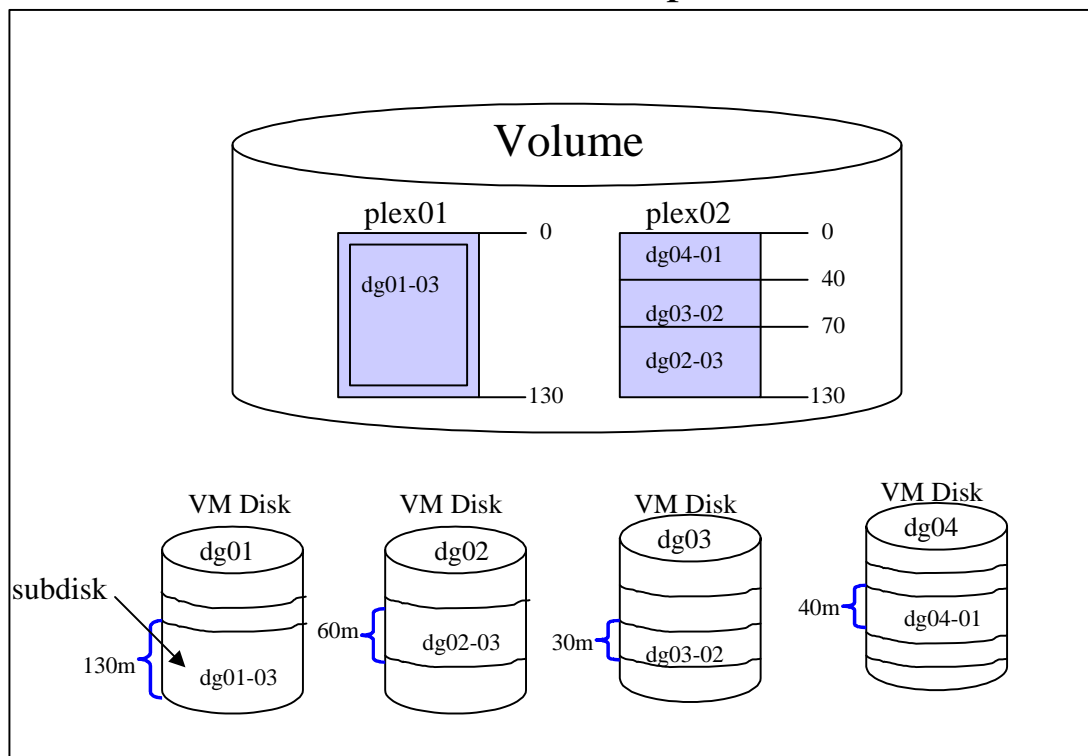 Volume
plex01
plex02
0
0
dg01-03
dg04-01
40
dg03-02
70
dg02-03
130
130
VM Disk
VM Disk
VM Disk
VM Disk
dg01
dg02
dg03
dg04
subdisk
130m
60m
30m
40m
dg01-03
dg02-03
dg03-02
dg04-01